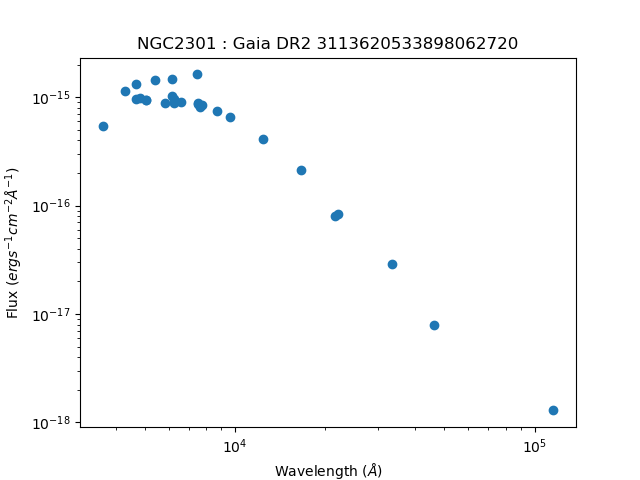 NGC2301 : Gaia DR2 3113620533898062720
Flux (ergs⁻¹cm⁻²Å⁻¹)
10⁻¹⁵
10⁻¹⁶
10⁻¹⁷
10⁻¹⁸
10⁴
10⁵
Wavelength (Å)